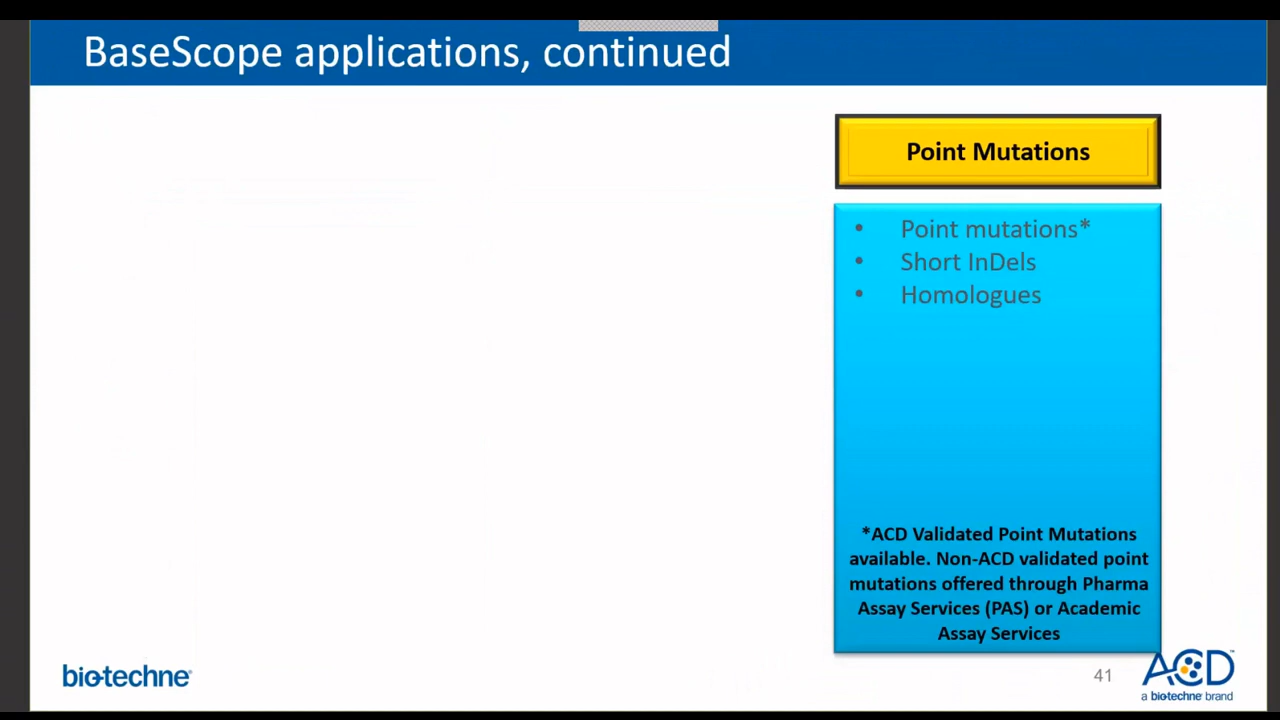 BaseScope applications, continued
Point Mutations
• Point mutations*
• Short InDels
• Homologues
*ACD Validated Point Mutations
available. Non-ACD validated point
mutations offered through Pharma
Assay Services (PAS) or Academic
Assay Services
bio-techne®
41
ACD
a biotechne brand